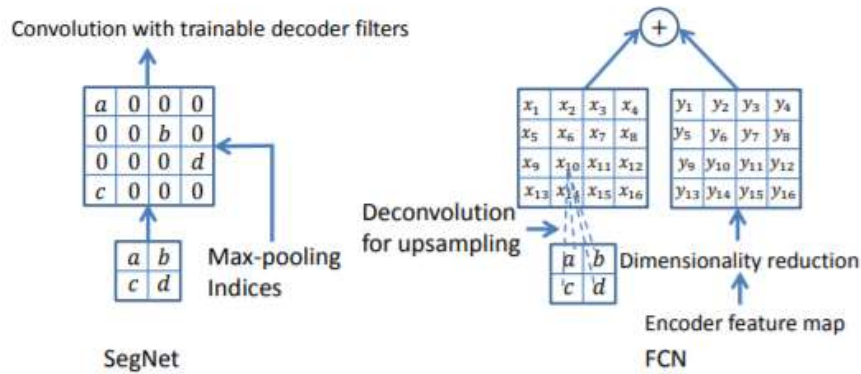 Convolution with trainable decoder filters
a 0 0 0
0 0 b 0
0 0 0 d
c 0 0 0
a b
c d
Max-pooling
Indices
SegNet
+
x₁ x₂ x₃ x₄
x₅ x₆ x₇ x₈
x₉ x₁₀ x₁₁ x₁₂
x₁₃ x₁₄ x₁₅ x₁₆
y₁ y₂ y₃ y₄
y₅ y₆ y₇ y₈
y₉ y₁₀ y₁₁ y₁₂
y₁₃ y₁₄ y₁₅ y₁₆
Deconvolution
for upsampling
a b
c d
Dimensionality reduction
Encoder feature map
FCN